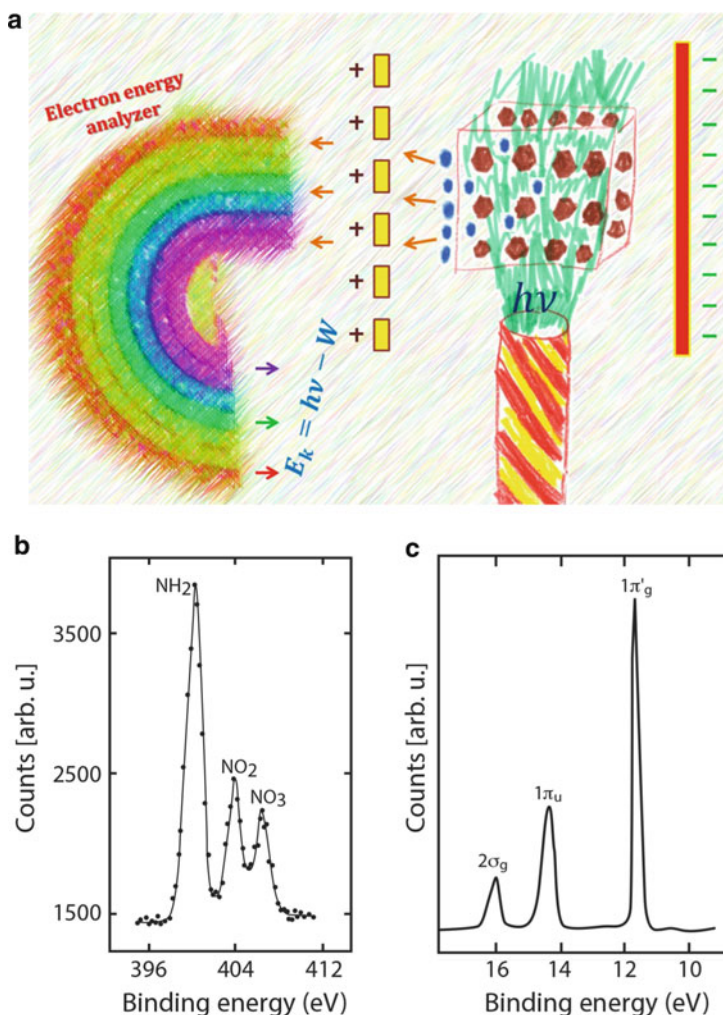 a
Electron energy
analyzer
+
+
+
+
+
+
hν
E_k = hν − W
−
−
−
−
−
−
−
−
−
−
b
NH₂
NO₂
NO₃
3500
2500
1500
Counts [arb. u.]
396 404 412
Binding energy (eV)
c
1π'g
1πu
2σg
Counts [arb. u.]
16 14 12 10
Binding energy (eV)